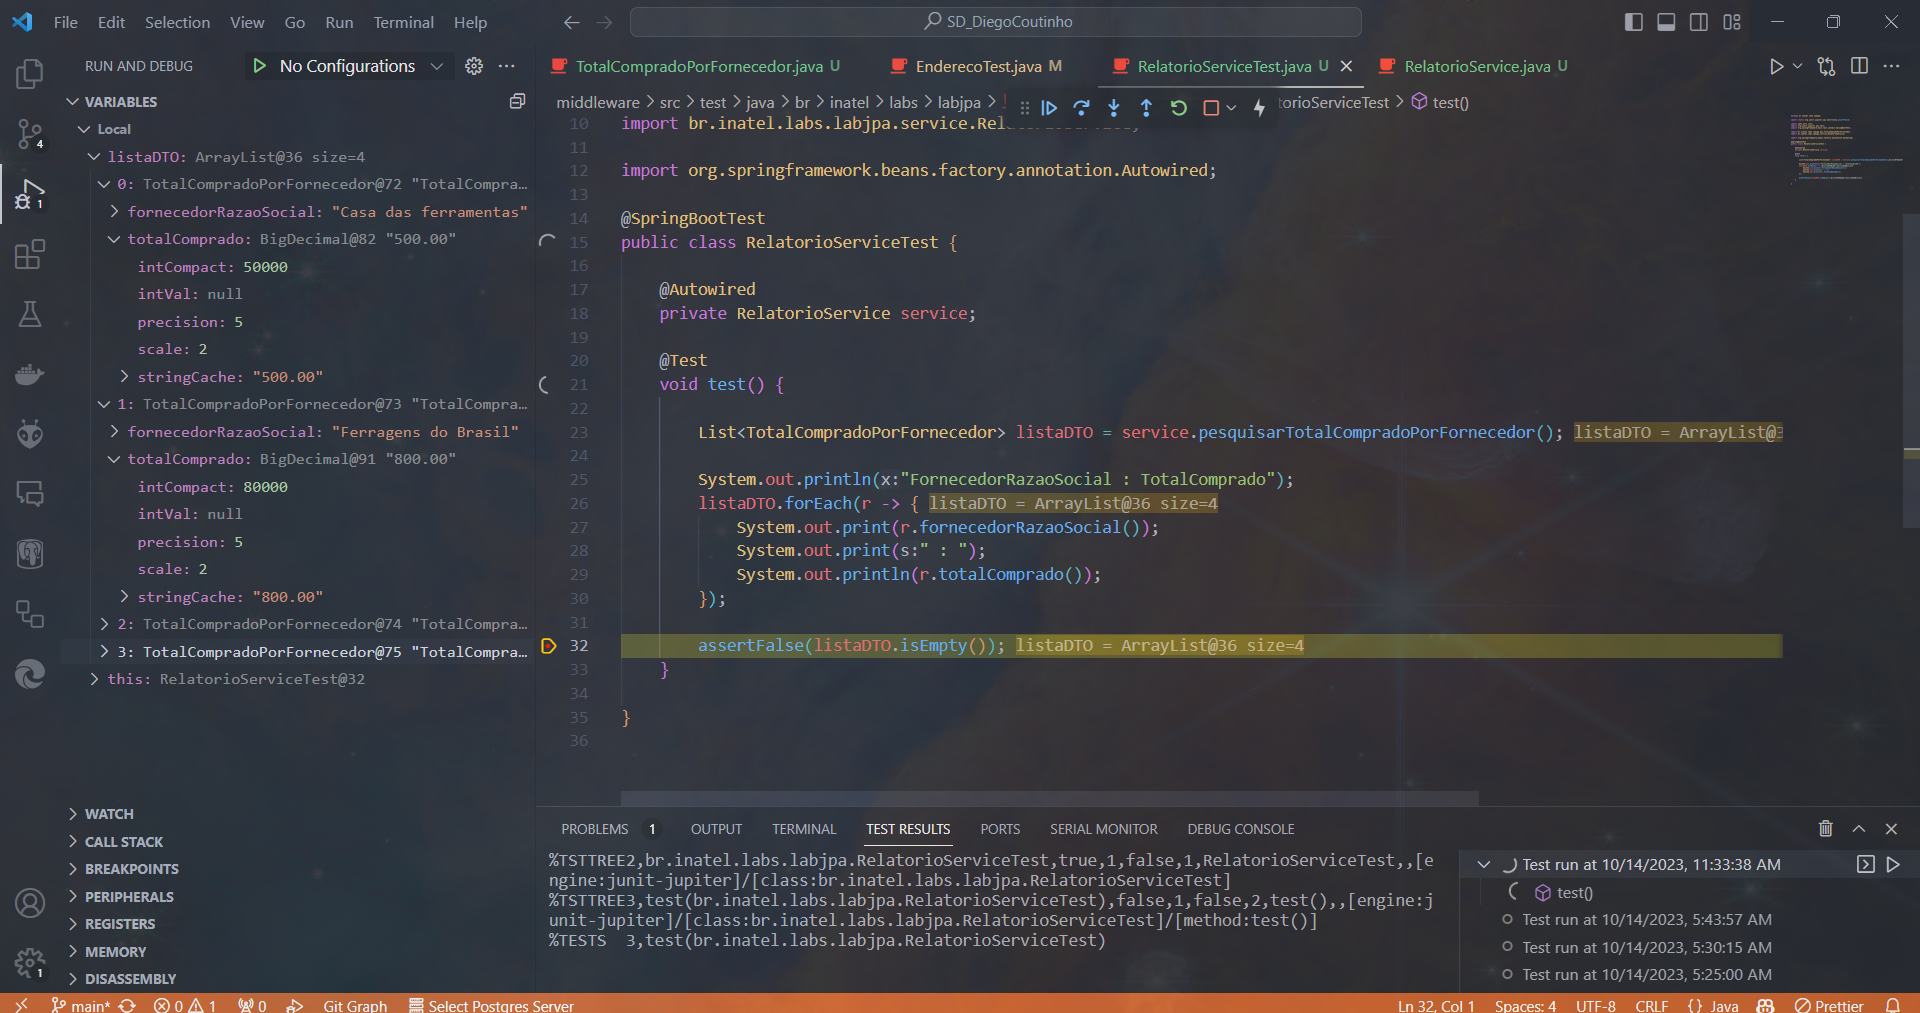 File Edit Selection View Go Run Terminal Help
SD_DiegoCoutinho
RUN AND DEBUG
No Configurations
VARIABLES
Local
listaDTO: ArrayList@36 size=4
0: TotalCompradoPorFornecedor@72 "TotalCompra…
fornecedorRazaoSocial: "Casa das ferramentas"
totalComprado: BigDecimal@82 "500.00"
intCompact: 50000
intVal: null
precision: 5
scale: 2
stringCache: "500.00"
1: TotalCompradoPorFornecedor@73 "TotalCompra…
fornecedorRazaoSocial: "Ferragens do Brasil"
totalComprado: BigDecimal@91 "800.00"
intCompact: 80000
intVal: null
precision: 5
scale: 2
stringCache: "800.00"
2: TotalCompradoPorFornecedor@74 "TotalCompra…
3: TotalCompradoPorFornecedor@75 "TotalCompra…
this: RelatorioServiceTest@32
WATCH
CALL STACK
BREAKPOINTS
PERIPHERALS
REGISTERS
MEMORY
DISASSEMBLY
4
1
1
TotalCompradoPorFornecedor.java U
EnderecoTest.java M
RelatorioServiceTest.java U
RelatorioService.java U
middleware > src > test > java > br > inatel > labs > labjpa > torioServiceTest > test()
10 import br.inatel.labs.labjpa.service.Rel
11
12 import org.springframework.beans.factory.annotation.Autowired;
13
14 @SpringBootTest
15 public class RelatorioServiceTest {
16
17 @Autowired
18 private RelatorioService service;
19
20 @Test
21 void test() {
22
23 List<TotalCompradoPorFornecedor> listaDTO = service.pesquisarTotalCompradoPorFornecedor(); listaDTO = ArrayList@3
24
25 System.out.println(x:"FornecedorRazaoSocial : TotalComprado");
26 listaDTO.forEach(r -> { listaDTO = ArrayList@36 size=4
27 System.out.print(r.fornecedorRazaoSocial());
28 System.out.print(s:" : ");
29 System.out.println(r.totalComprado());
30 });
31
32 assertFalse(listaDTO.isEmpty()); listaDTO = ArrayList@36 size=4
33 }
34
35 }
36
PROBLEMS 1 OUTPUT TERMINAL TEST RESULTS PORTS SERIAL MONITOR DEBUG CONSOLE
%TSTTREE2,br.inatel.labs.labjpa.RelatorioServiceTest,true,1,false,1,RelatorioServiceTest,,[e
ngine:junit-jupiter]/[class:br.inatel.labs.labjpa.RelatorioServiceTest]
%TSTTREE3,test(br.inatel.labs.labjpa.RelatorioServiceTest),false,1,false,2,test(),,[engine:j
unit-jupiter]/[class:br.inatel.labs.labjpa.RelatorioServiceTest]/[method:test()]
%TESTS 3,test(br.inatel.labs.labjpa.RelatorioServiceTest)
Test run at 10/14/2023, 11:33:38 AM
test()
Test run at 10/14/2023, 5:43:57 AM
Test run at 10/14/2023, 5:30:15 AM
Test run at 10/14/2023, 5:25:00 AM
main* 0 1 0 Git Graph Select Postgres Server
Ln 32, Col 1 Spaces: 4 UTF-8 CRLF {} Java Prettier